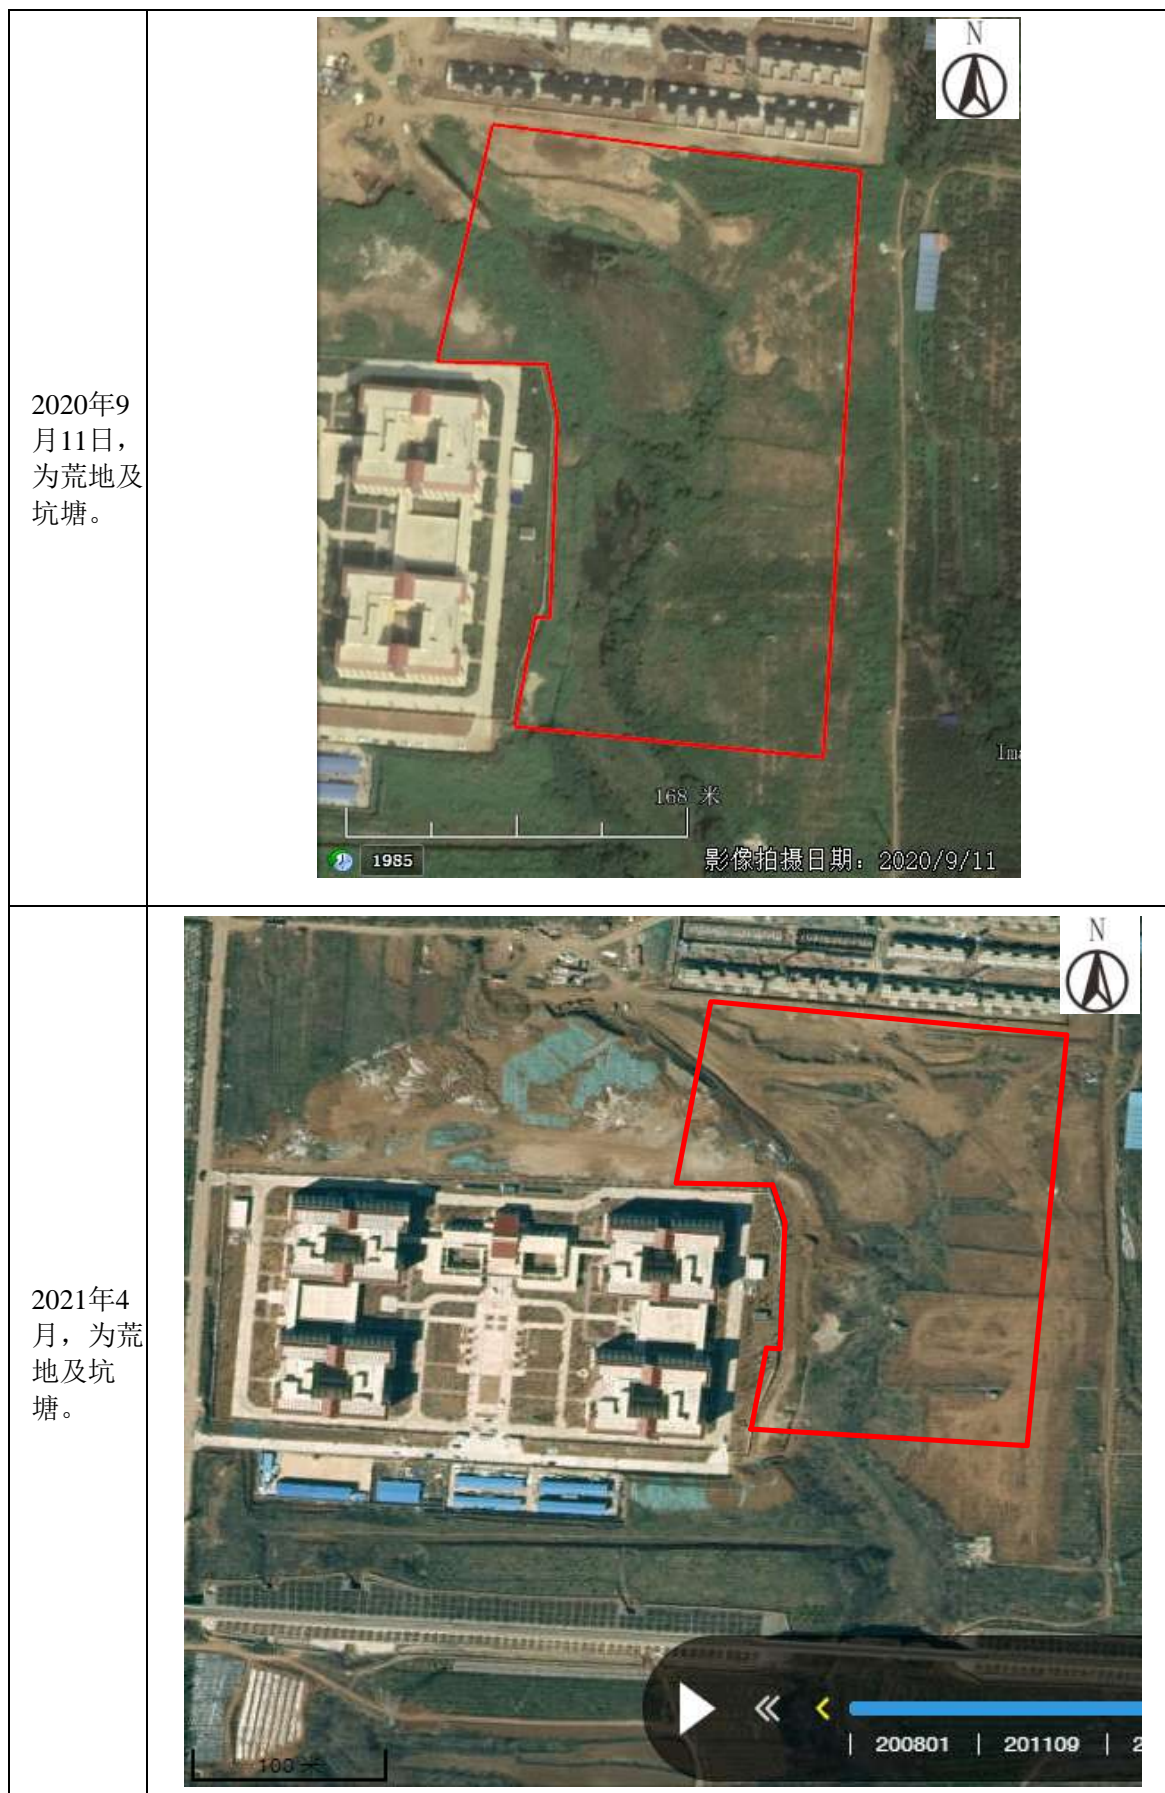 N
2020年9
月11日，
为荒地及
坑塘。
168 米
1985
影像拍摄日期：2020/9/11
N
2021年4
月，为荒
地及坑
塘。
200801 | 201109 |